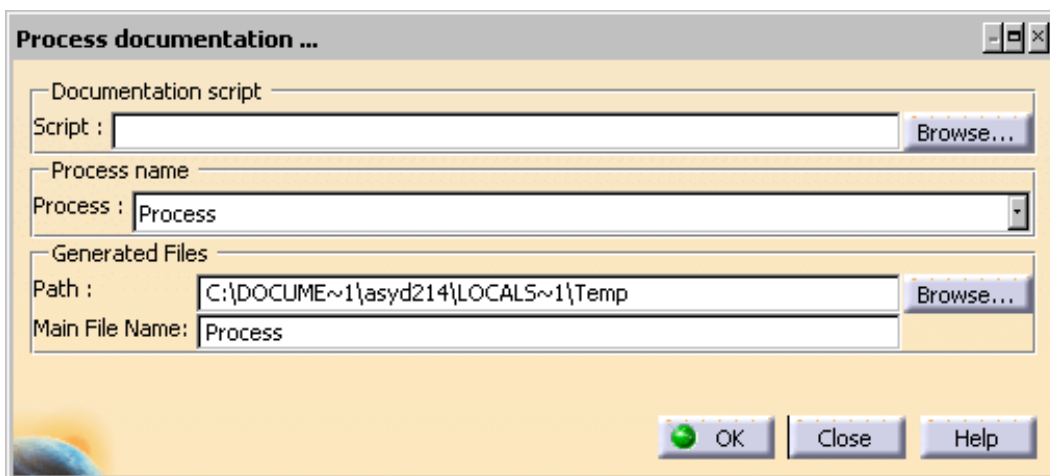 Process documentation ...
Documentation script
Script : Browse...
Process name
Process : Process
Generated Files
Path : C:\DOCUME~1\asyd214\LOCALS~1\Temp Browse...
Main File Name: Process
OK Close Help